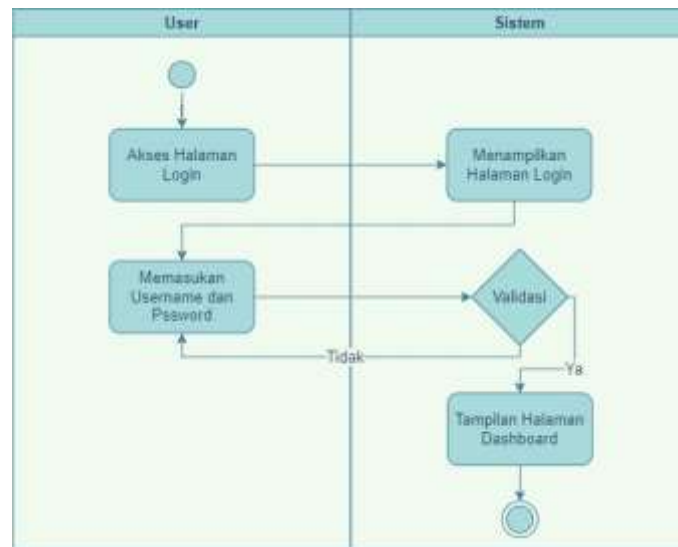 User
Sistem
Akses Halaman
Login
Menampilkan
Halaman Login
Memasukan
Username dan
Pssword
Validasi
Tidak
Ya
Tampilan Halaman
Dashboard